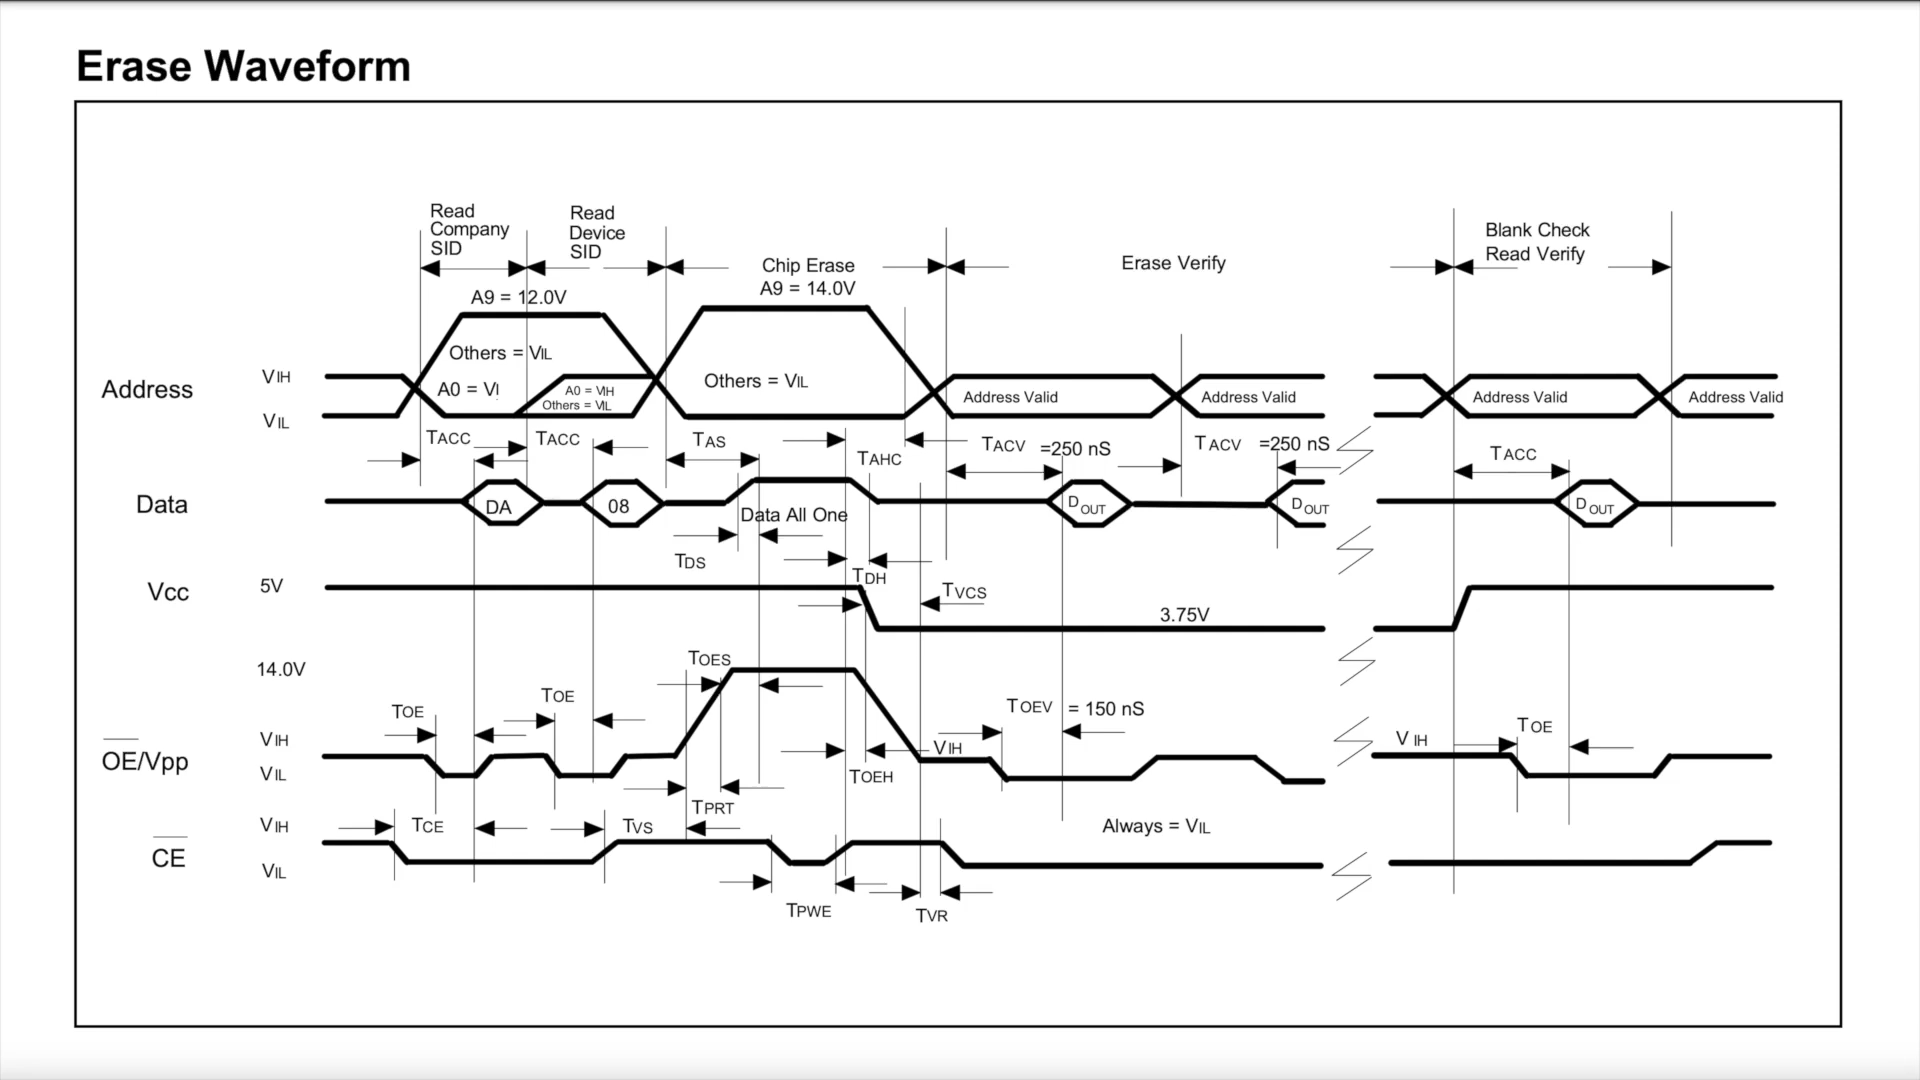 Erase Waveform
Read
Company
SID
Read
Device
SID
Chip Erase
A9 = 14.0V
Erase Verify
Blank Check
Read Verify
A9 = 12.0V
Others = VIL
A0 = VI
A0 = VIH
Others = VIL
Others = VIL
Address
VIH
VIL
Address Valid
Address Valid
Address Valid
Address Valid
TACC
TACC
TAS
TAHC
TACV =250 nS
TACV =250 nS
TACC
Data
DA
08
Data All One
DOUT
DOUT
DOUT
TDS
TDH
Vcc
5V
TVCS
3.75V
14.0V
TOES
TOE
TOE
TOEV = 150 nS
TOE
OE/Vpp
VIH
VIL
VIH
VIH
TOEH
TPRT
CE
VIH
VIL
TCE
TVS
Always = VIL
TPWE
TVR